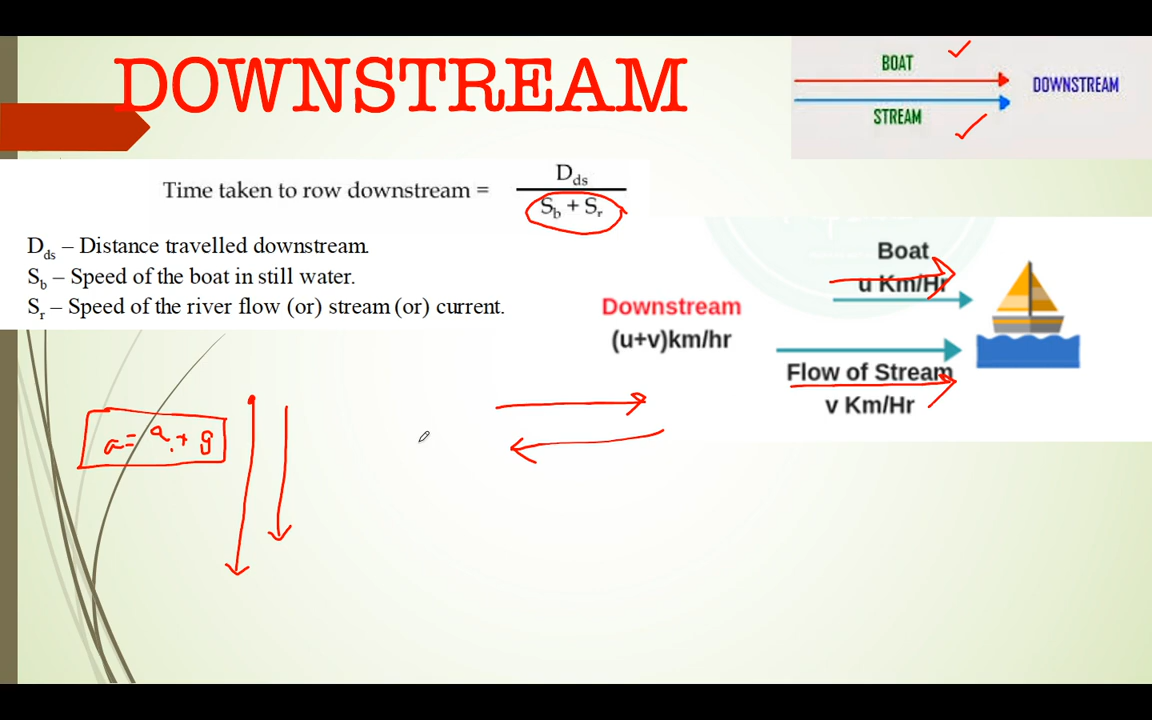 DOWNSTREAM
BOAT
STREAM
DOWNSTREAM
Time taken to row downstream = D_ds / S_b + S_r
D_ds – Distance travelled downstream.
S_b – Speed of the boat in still water.
S_r – Speed of the river flow (or) stream (or) current.
Boat
u Km/Hr
Downstream
(u+v)km/hr
Flow of Stream
v Km/Hr
a = a + g